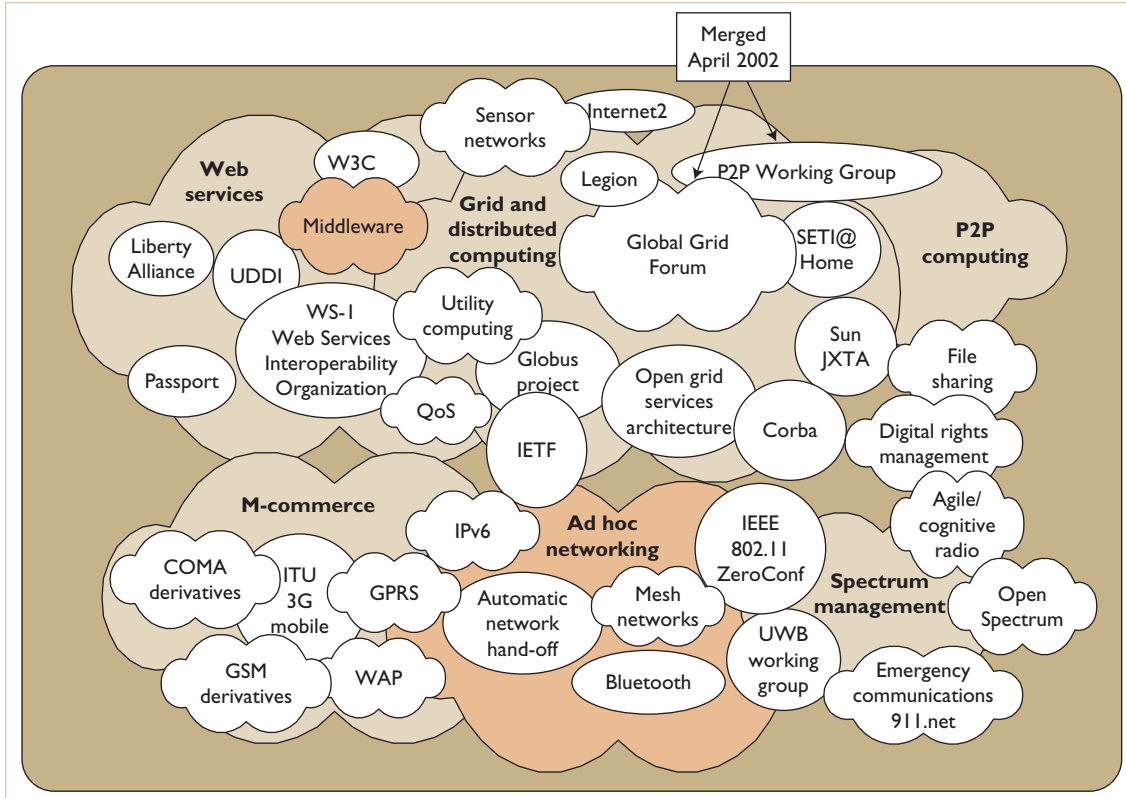 Merged
April 2002
Sensor
networks
Internet2
Web
services
W3C
Legion
P2P Working Group
Middleware
Grid and
distributed
computing
Global Grid
Forum
SETI@
Home
P2P
computing
Liberty
Alliance
UDDI
WS-I
Web Services
Interoperability
Organization
Utility
computing
Sun
JXTA
File
sharing
Passport
QoS
Globus
project
Open grid
services
architecture
Corba
Digital rights
management
IETF
M-commerce
IPv6
Ad hoc
networking
IEEE
802.11
ZeroConf
Agile/
cognitive
radio
COMA
derivatives
ITU
3G
mobile
GPRS
Automatic
network
hand-off
Mesh
networks
Spectrum
management
Open
Spectrum
GSM
derivatives
WAP
Bluetooth
UWB
working
group
Emergency
communications
911.net